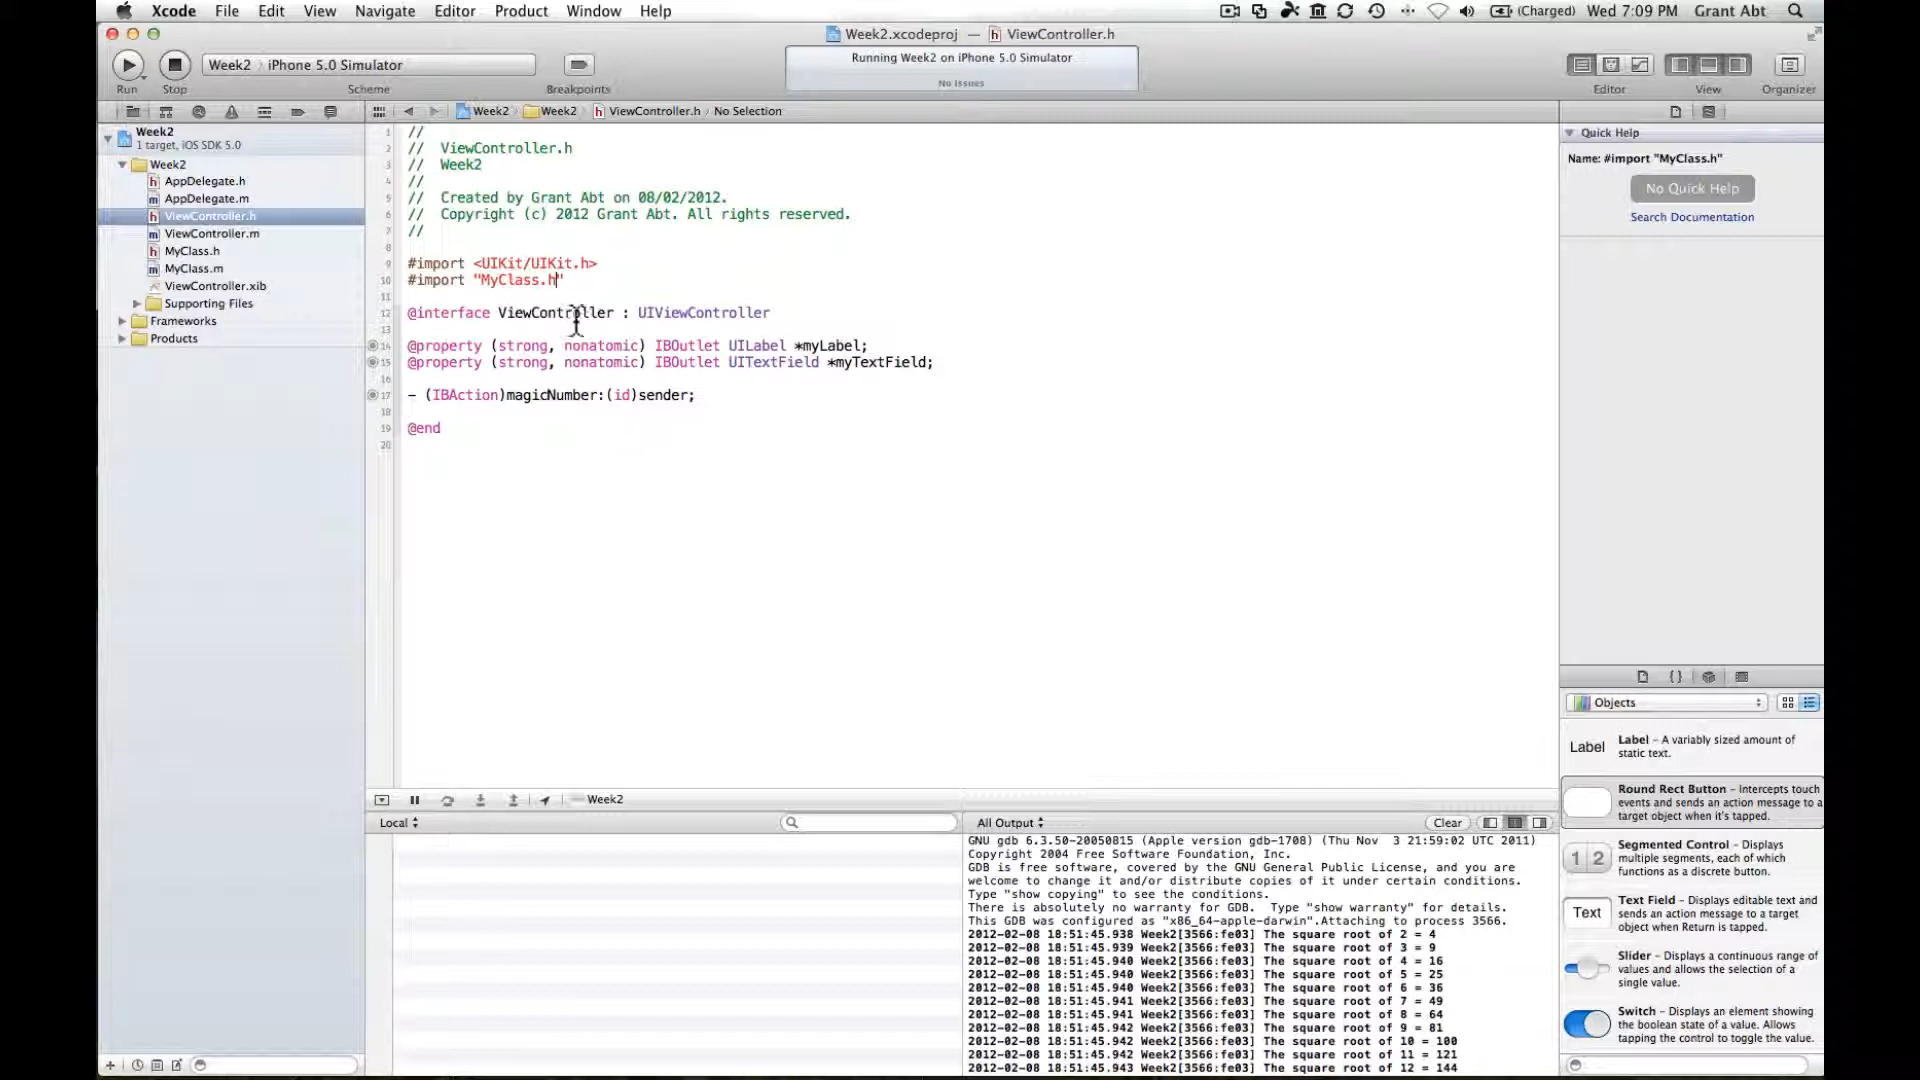 Xcode File Edit View Navigate Editor Product Window Help (Charged) Wed 7:09 PM Grant Abt
Week2.xcodeproj — ViewController.h
Week2 › iPhone 5.0 Simulator
Running Week2 on iPhone 5.0 Simulator
No Issues
Run Stop Scheme Breakpoints Editor View Organizer
Week2 Week2 ViewController.h No Selection
Week2
1 target, iOS SDK 5.0
Week2
AppDelegate.h
AppDelegate.m
ViewController.h
ViewController.m
MyClass.h
MyClass.m
ViewController.xib
Supporting Files
Frameworks
Products
1 //
2 // ViewController.h
3 // Week2
4 //
5 // Created by Grant Abt on 08/02/2012.
6 // Copyright (c) 2012 Grant Abt. All rights reserved.
7 //
8
9 #import <UIKit/UIKit.h>
10 #import "MyClass.h"
11
12 @interface ViewController : UIViewController
13
14 @property (strong, nonatomic) IBOutlet UILabel *myLabel;
15 @property (strong, nonatomic) IBOutlet UITextField *myTextField;
16
17 - (IBAction)magicNumber:(id)sender;
18
19 @end
20
Quick Help
Name: #import "MyClass.h"
No Quick Help
Search Documentation
Objects
Label
Label – A variably sized amount of
static text.
Round Rect Button – Intercepts touch
events and sends an action message to a
target object when it's tapped.
1 2
Segmented Control – Displays
multiple segments, each of which
functions as a discrete button.
Text
Text Field – Displays editable text and
sends an action message to a target
object when Return is tapped.
Slider – Displays a continuous range of
values and allows the selection of a
single value.
Switch – Displays an element showing
the boolean state of a value. Allows
tapping the control to toggle the value.
Week2
Local
All Output
Clear
GNU gdb 6.3.50-20050815 (Apple version gdb-1708) (Thu Nov  3 21:59:02 UTC 2011)
Copyright 2004 Free Software Foundation, Inc.
GDB is free software, covered by the GNU General Public License, and you are
welcome to change it and/or distribute copies of it under certain conditions.
Type "show copying" to see the conditions.
There is absolutely no warranty for GDB.  Type "show warranty" for details.
This GDB was configured as "x86_64-apple-darwin".Attaching to process 3566.
2012-02-08 18:51:45.938 Week2[3566:fe03] The square root of 2 = 4
2012-02-08 18:51:45.939 Week2[3566:fe03] The square root of 3 = 9
2012-02-08 18:51:45.940 Week2[3566:fe03] The square root of 4 = 16
2012-02-08 18:51:45.940 Week2[3566:fe03] The square root of 5 = 25
2012-02-08 18:51:45.940 Week2[3566:fe03] The square root of 6 = 36
2012-02-08 18:51:45.941 Week2[3566:fe03] The square root of 7 = 49
2012-02-08 18:51:45.941 Week2[3566:fe03] The square root of 8 = 64
2012-02-08 18:51:45.942 Week2[3566:fe03] The square root of 9 = 81
2012-02-08 18:51:45.942 Week2[3566:fe03] The square root of 10 = 100
2012-02-08 18:51:45.942 Week2[3566:fe03] The square root of 11 = 121
2012-02-08 18:51:45.943 Week2[3566:fe03] The square root of 12 = 144